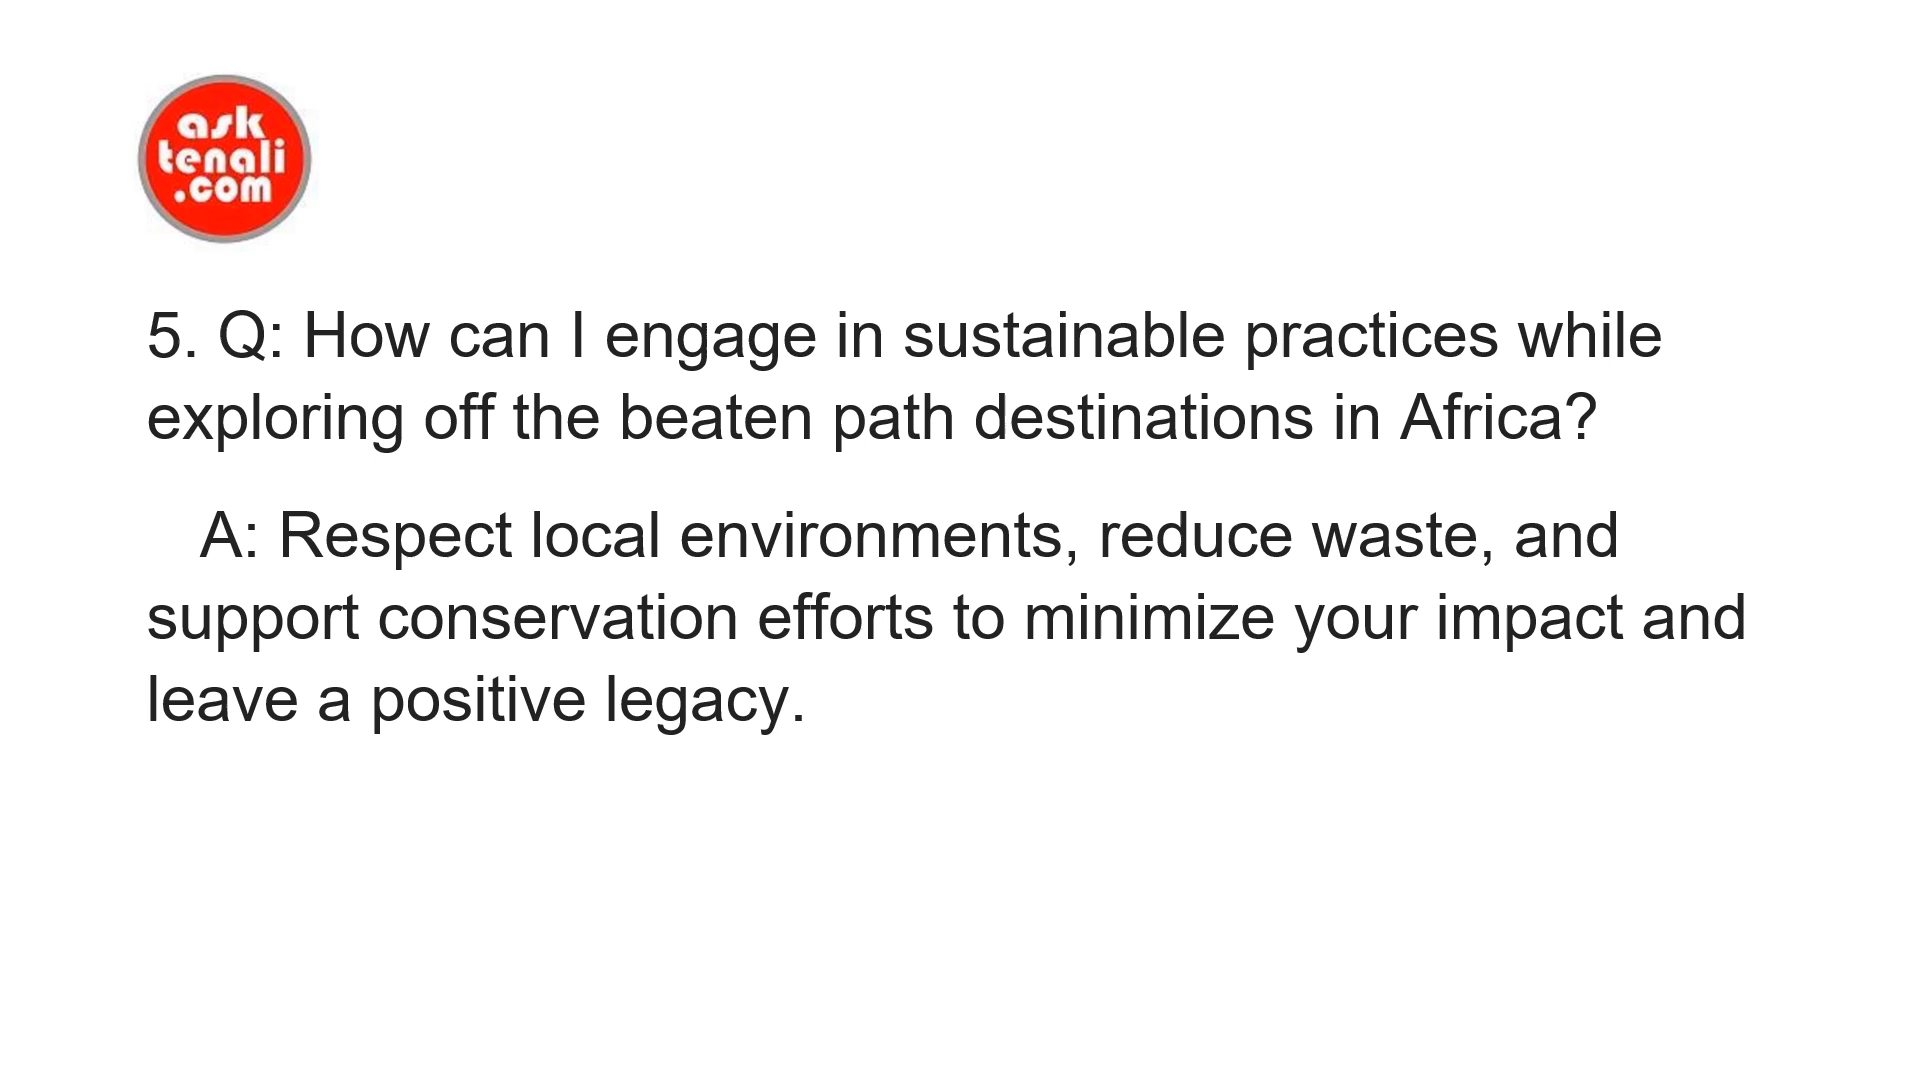 ask
tenali
.com
5. Q: How can I engage in sustainable practices while
exploring off the beaten path destinations in Africa?
A: Respect local environments, reduce waste, and
support conservation efforts to minimize your impact and
leave a positive legacy.